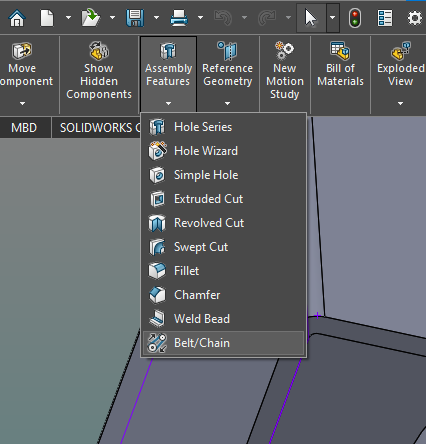 Move
omponent
Show
Hidden
Components
Assembly
Features
Reference
Geometry
New
Motion
Study
Bill of
Materials
Exploded
View
MBD
SOLIDWORKS
Hole Series
Hole Wizard
Simple Hole
Extruded Cut
Revolved Cut
Swept Cut
Fillet
Chamfer
Weld Bead
Belt/Chain